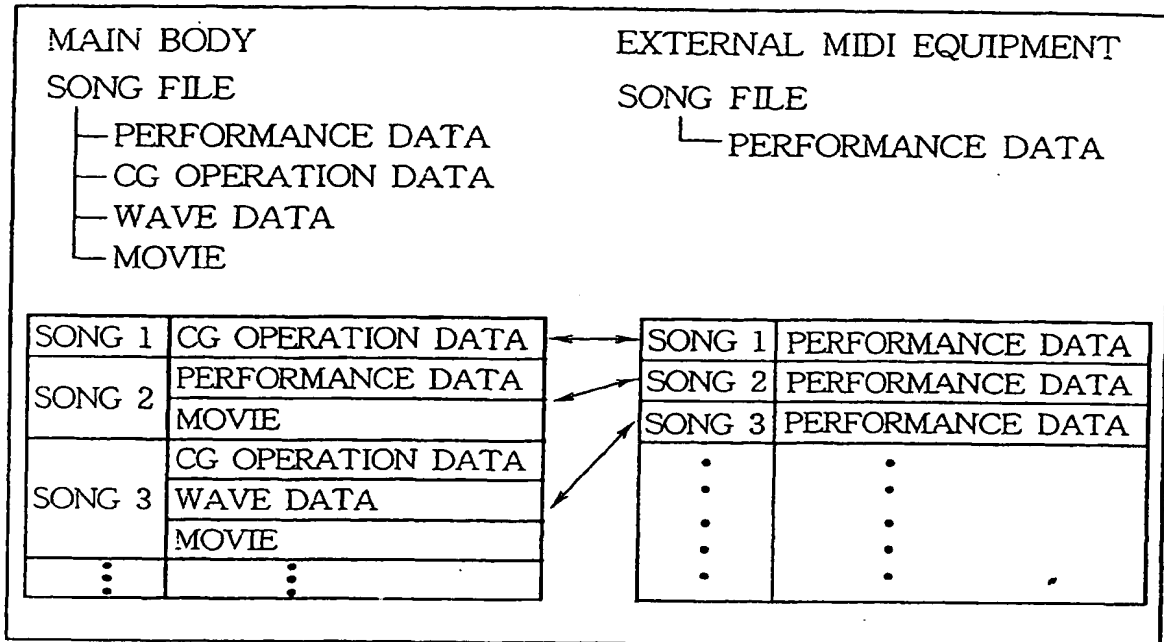 MAIN BODY
SONG FILE
PERFORMANCE DATA
CG OPERATION DATA
WAVE DATA
MOVIE
EXTERNAL MIDI EQUIPMENT
SONG FILE
PERFORMANCE DATA
SONG 1 CG OPERATION DATA
SONG 2 PERFORMANCE DATA
MOVIE
SONG 3 CG OPERATION DATA
WAVE DATA
MOVIE
SONG 1 PERFORMANCE DATA
SONG 2 PERFORMANCE DATA
SONG 3 PERFORMANCE DATA